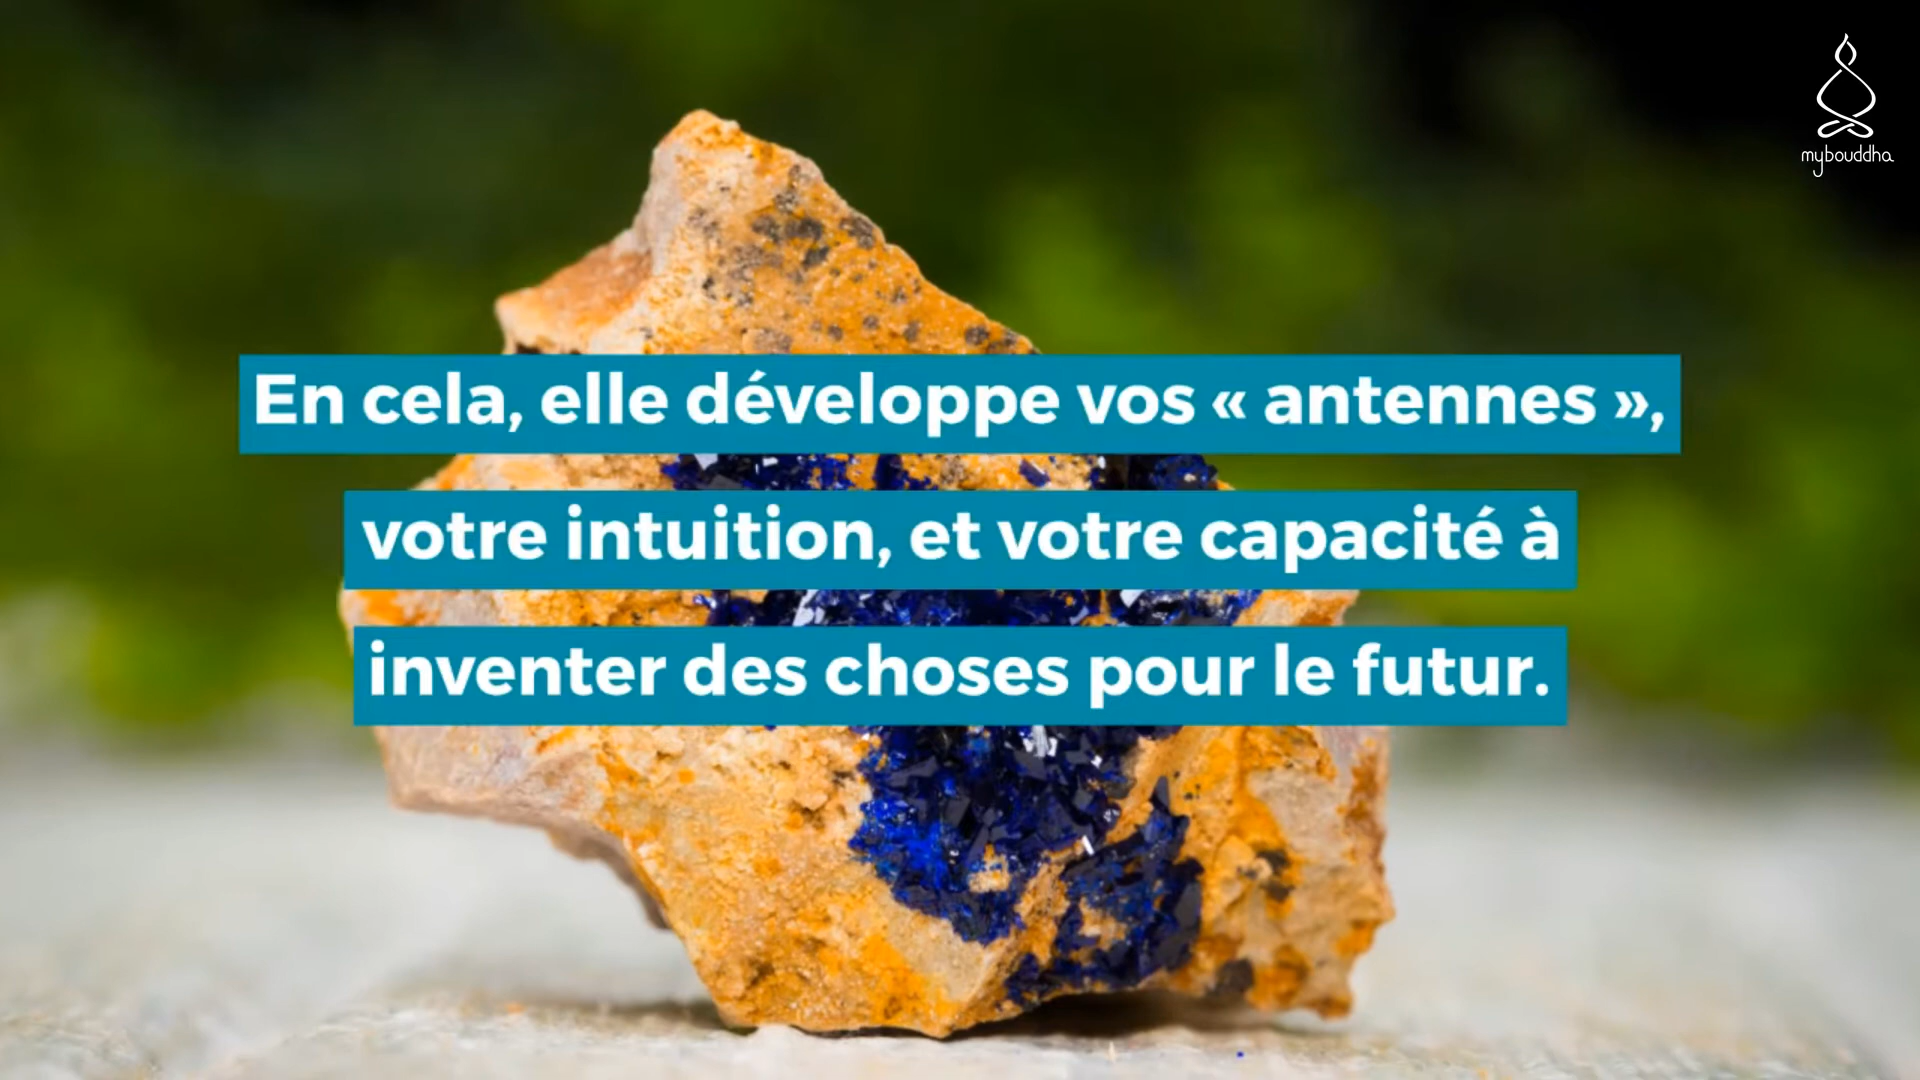 mybouddha
En cela, elle développe vos « antennes »,
votre intuition, et votre capacité à
inventer des choses pour le futur.